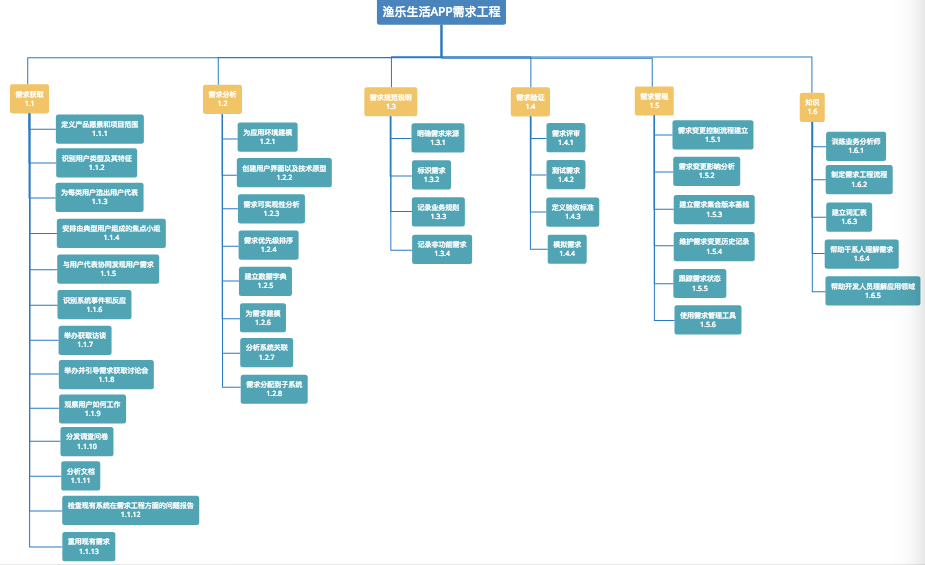 渔乐生活APP需求工程
需求获取
1.1
定义产品愿景和项目范围
1.1.1
识别用户类型及其特征
1.1.2
为每类用户选出用户代表
1.1.3
安排由典型用户组成的焦点小组
1.1.4
与用户代表协同发现用户需求
1.1.5
识别系统事件和反应
1.1.6
举办获取访谈
1.1.7
举办并引导需求获取讨论会
1.1.8
观察用户如何工作
1.1.9
分发调查问卷
1.1.10
分析文档
1.1.11
检查现有系统在需求工程方面的问题报告
1.1.12
重用现有需求
1.1.13
需求分析
1.2
为应用环境建模
1.2.1
创建用户界面以及技术原型
1.2.2
需求可实现性分析
1.2.3
需求优先级排序
1.2.4
建立数据字典
1.2.5
为需求建模
1.2.6
分析系统关联
1.2.7
需求分配到子系统
1.2.8
需求规范说明
1.3
明确需求来源
1.3.1
标识需求
1.3.2
记录业务规则
1.3.3
记录非功能需求
1.3.4
需求验证
1.4
需求评审
1.4.1
测试需求
1.4.2
定义验收标准
1.4.3
模拟需求
1.4.4
需求管理
1.5
需求变更控制流程建立
1.5.1
需求变更影响分析
1.5.2
建立需求集合版本基线
1.5.3
维护需求变更历史记录
1.5.4
跟踪需求状态
1.5.5
使用需求管理工具
1.5.6
知识
1.6
训练业务分析师
1.6.1
制定需求工程流程
1.6.2
建立词汇表
1.6.3
帮助干系人理解需求
1.6.4
帮助开发人员理解应用领域
1.6.5